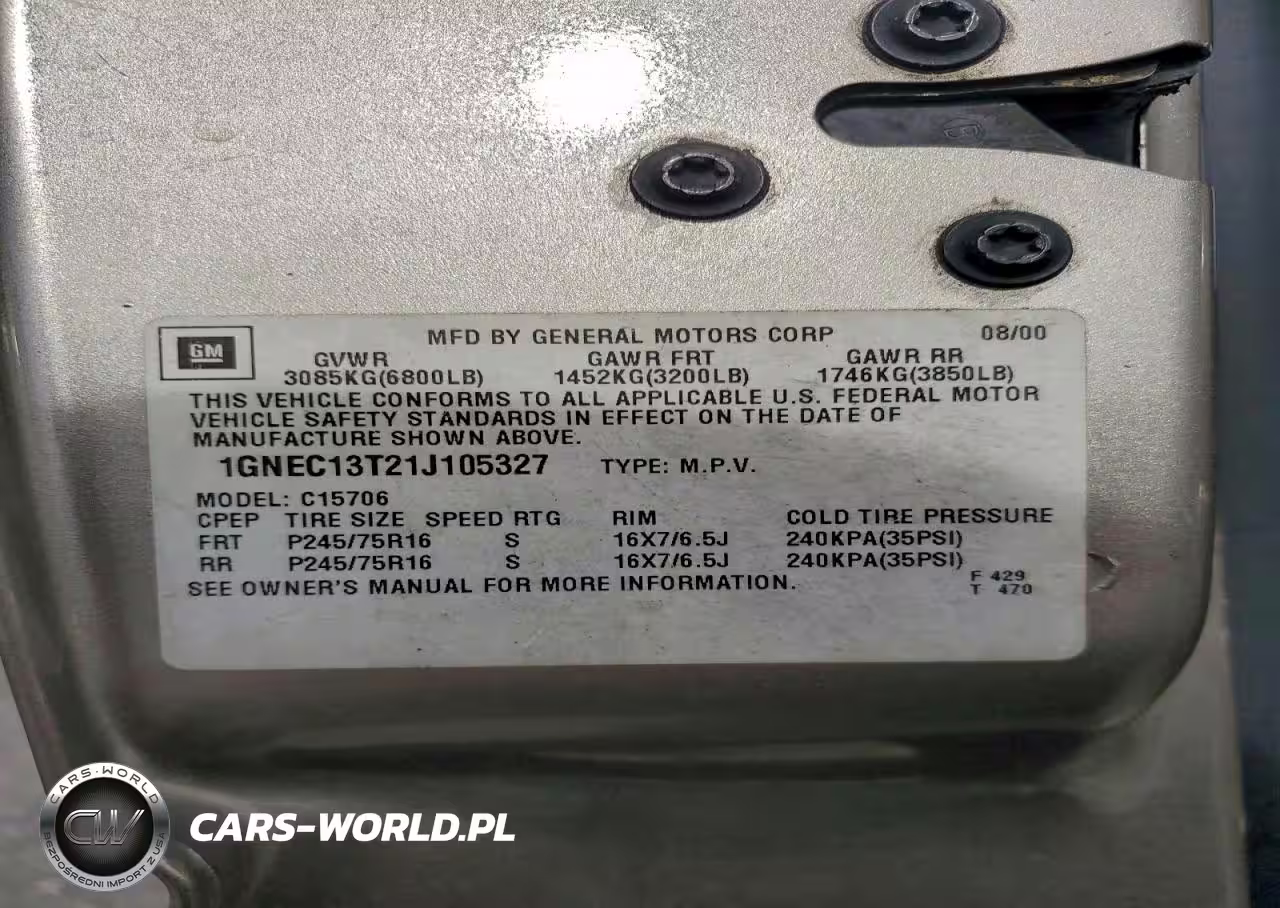 GM
MFD BY GENERAL MOTORS CORP 08/00
GVWR GAWR FRT GAWR RR
3085KG(6800LB) 1452KG(3200LB) 1746KG(3850LB)
THIS VEHICLE CONFORMS TO ALL APPLICABLE U.S. FEDERAL MOTOR
VEHICLE SAFETY STANDARDS IN EFFECT ON THE DATE OF
MANUFACTURE SHOWN ABOVE.
1GNEC13T21J105327 TYPE: M.P.V.
MODEL: C15706
CPEP TIRE SIZE SPEED RTG RIM COLD TIRE PRESSURE
FRT P245/75R16 S 16X7/6.5J 240KPA(35PSI)
RR P245/75R16 S 16X7/6.5J 240KPA(35PSI)
SEE OWNER'S MANUAL FOR MORE INFORMATION. F 429
T 470
CARS-WORLD
CW
BEZPOŚREDNI IMPORT Z USA
CARS-WORLD.PL